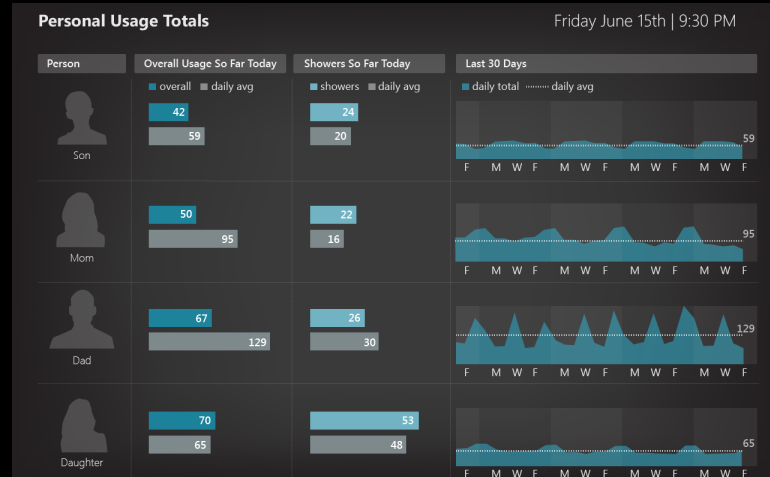 Personal Usage Totals
Friday June 15th | 9:30 PM
Person
Overall Usage So Far Today
Showers So Far Today
Last 30 Days
overall daily avg
showers daily avg
daily total daily avg
42
59
24
20
59
Son
F M W F M W F M W F M W F
50
95
22
16
95
Mom
F M W F M W F M W F M W F
67
129
26
30
129
Dad
F M W F M W F M W F M W F
70
65
53
48
65
Daughter
F M W F M W F M W F M W F